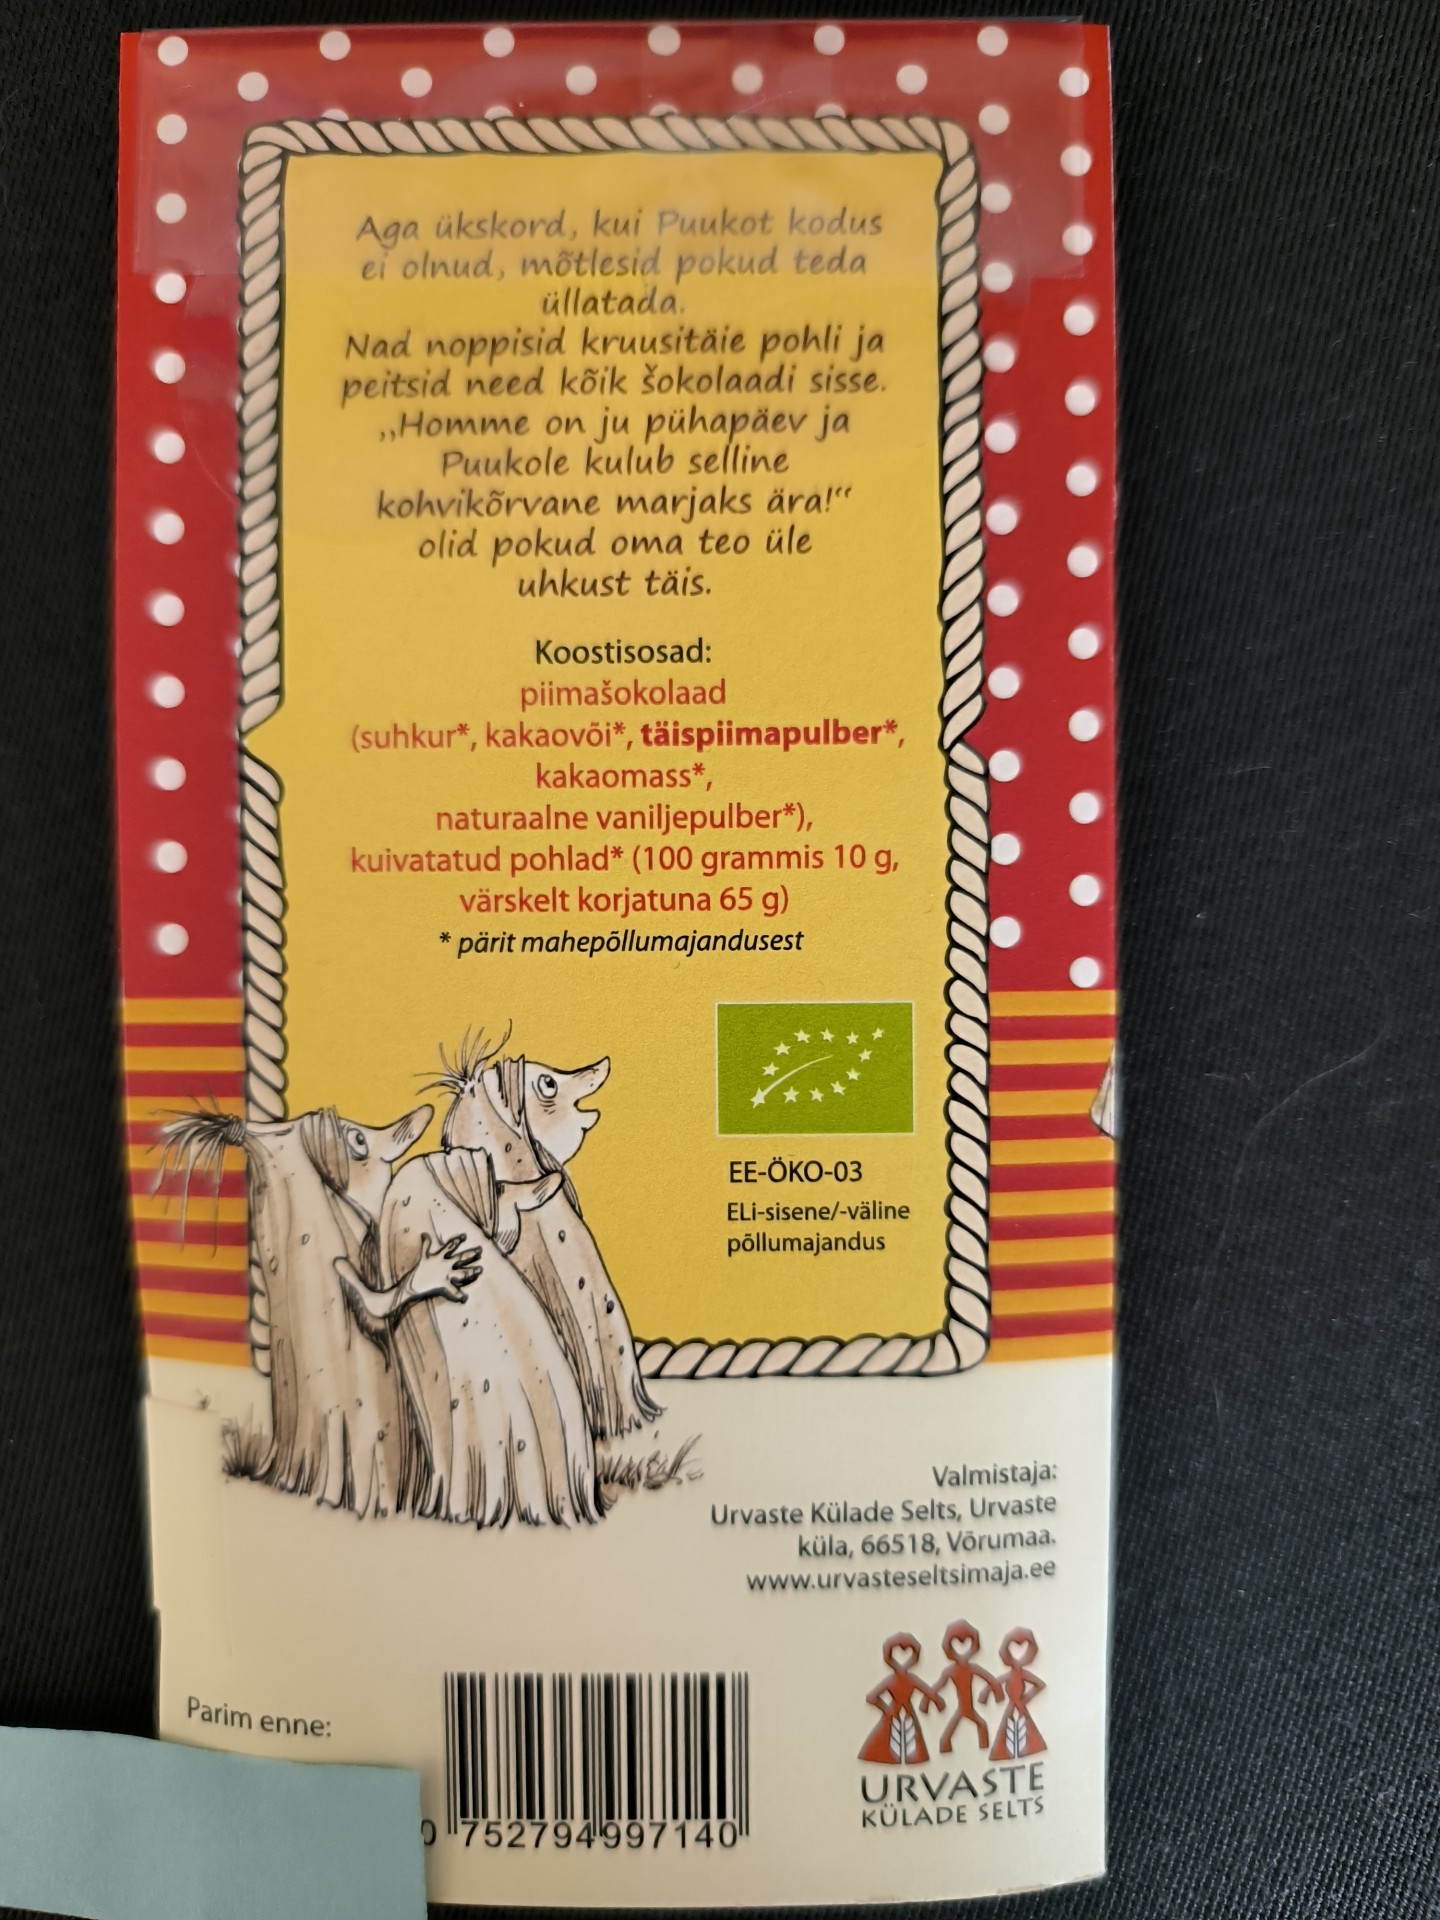 Aga ükskord, kui Puukot kodus
ei olnud, mõtlesid pokud teda
üllatada.
Nad noppisid kruusitäie pohli ja
peitsid need kõik šokolaadi sisse.
„Homme on ju pühapäev ja
Puukole kulub selline
kohvikõrvane marjaks ära!“
olid pokud oma teo üle
uhkust täis.
Koostisosad:
piimašokolaad
(suhkur*, kakaovõi*, täispiimapulber*,
kakaomass*,
naturaalne vaniljepulber*),
kuivatatud pohlad* (100 grammis 10 g,
värskelt korjatuna 65 g)
* pärit mahepõllumajandusest
EE-ÖKO-03
ELi-sisene/-väline
põllumajandus
Valmistaja:
Urvaste Külade Selts, Urvaste
küla, 66518, Võrumaa.
www.urvasteseltsimaja.ee
Parim enne:
0 752794 997140
URVASTE
KÜLADE SELTS